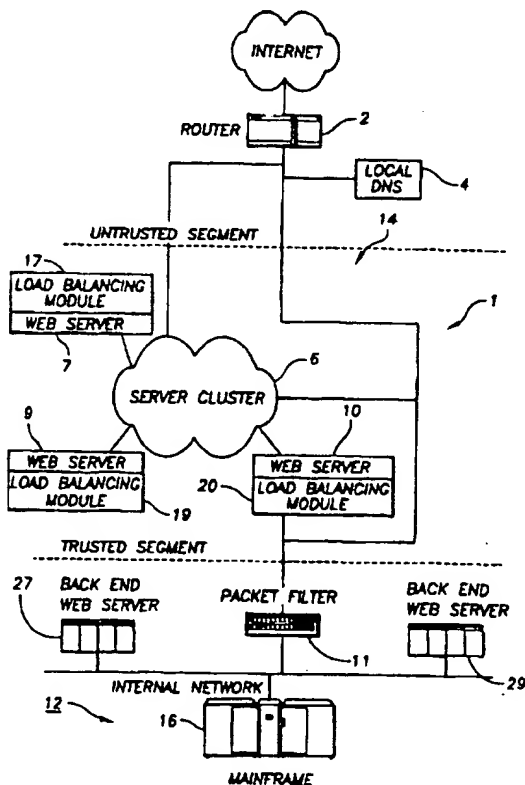 INTERNET
ROUTER
2
LOCAL
DNS
4
UNTRUSTED SEGMENT
14
17
LOAD BALANCING
MODULE
WEB SERVER
7
1
6
SERVER CLUSTER
9
WEB SERVER
LOAD BALANCING
MODULE
19
10
WEB SERVER
LOAD BALANCING
MODULE
20
TRUSTED SEGMENT
27
BACK END
WEB SERVER
PACKET FILTER
11
BACK END
WEB SERVER
29
INTERNAL NETWORK
12
16
MAINFRAME